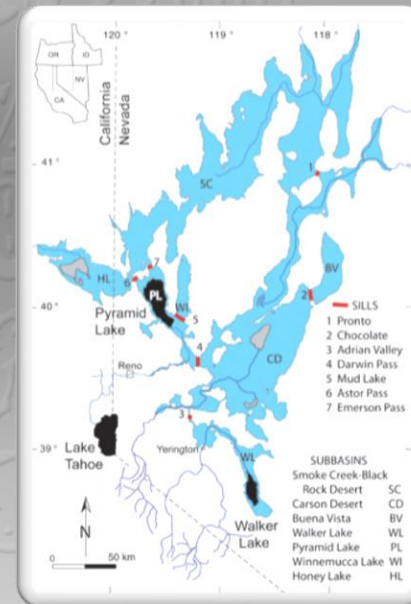 120 °
119 °
118 °
OR
ID
NV
CA
California
Nevada
41 °
1
SC
HL
6
7
PL
WI
5
BV
2
40 °
Pyramid
Lake
SILLS
1 Pronto
2 Chocolate
3 Adrian Valley
4 Darwin Pass
5 Mud Lake
6 Astor Pass
7 Emerson Pass
4
CD
Reno
3
39 °
Yerington
Lake
Tahoe
WL
SUBBASINS
Smoke Creek-Black
Rock Desert SC
Carson Desert CD
Buena Vista BV
Walker Lake WL
Pyramid Lake PL
Winnemucca Lake WI
Honey Lake HL
N
Walker
Lake
0 50 km